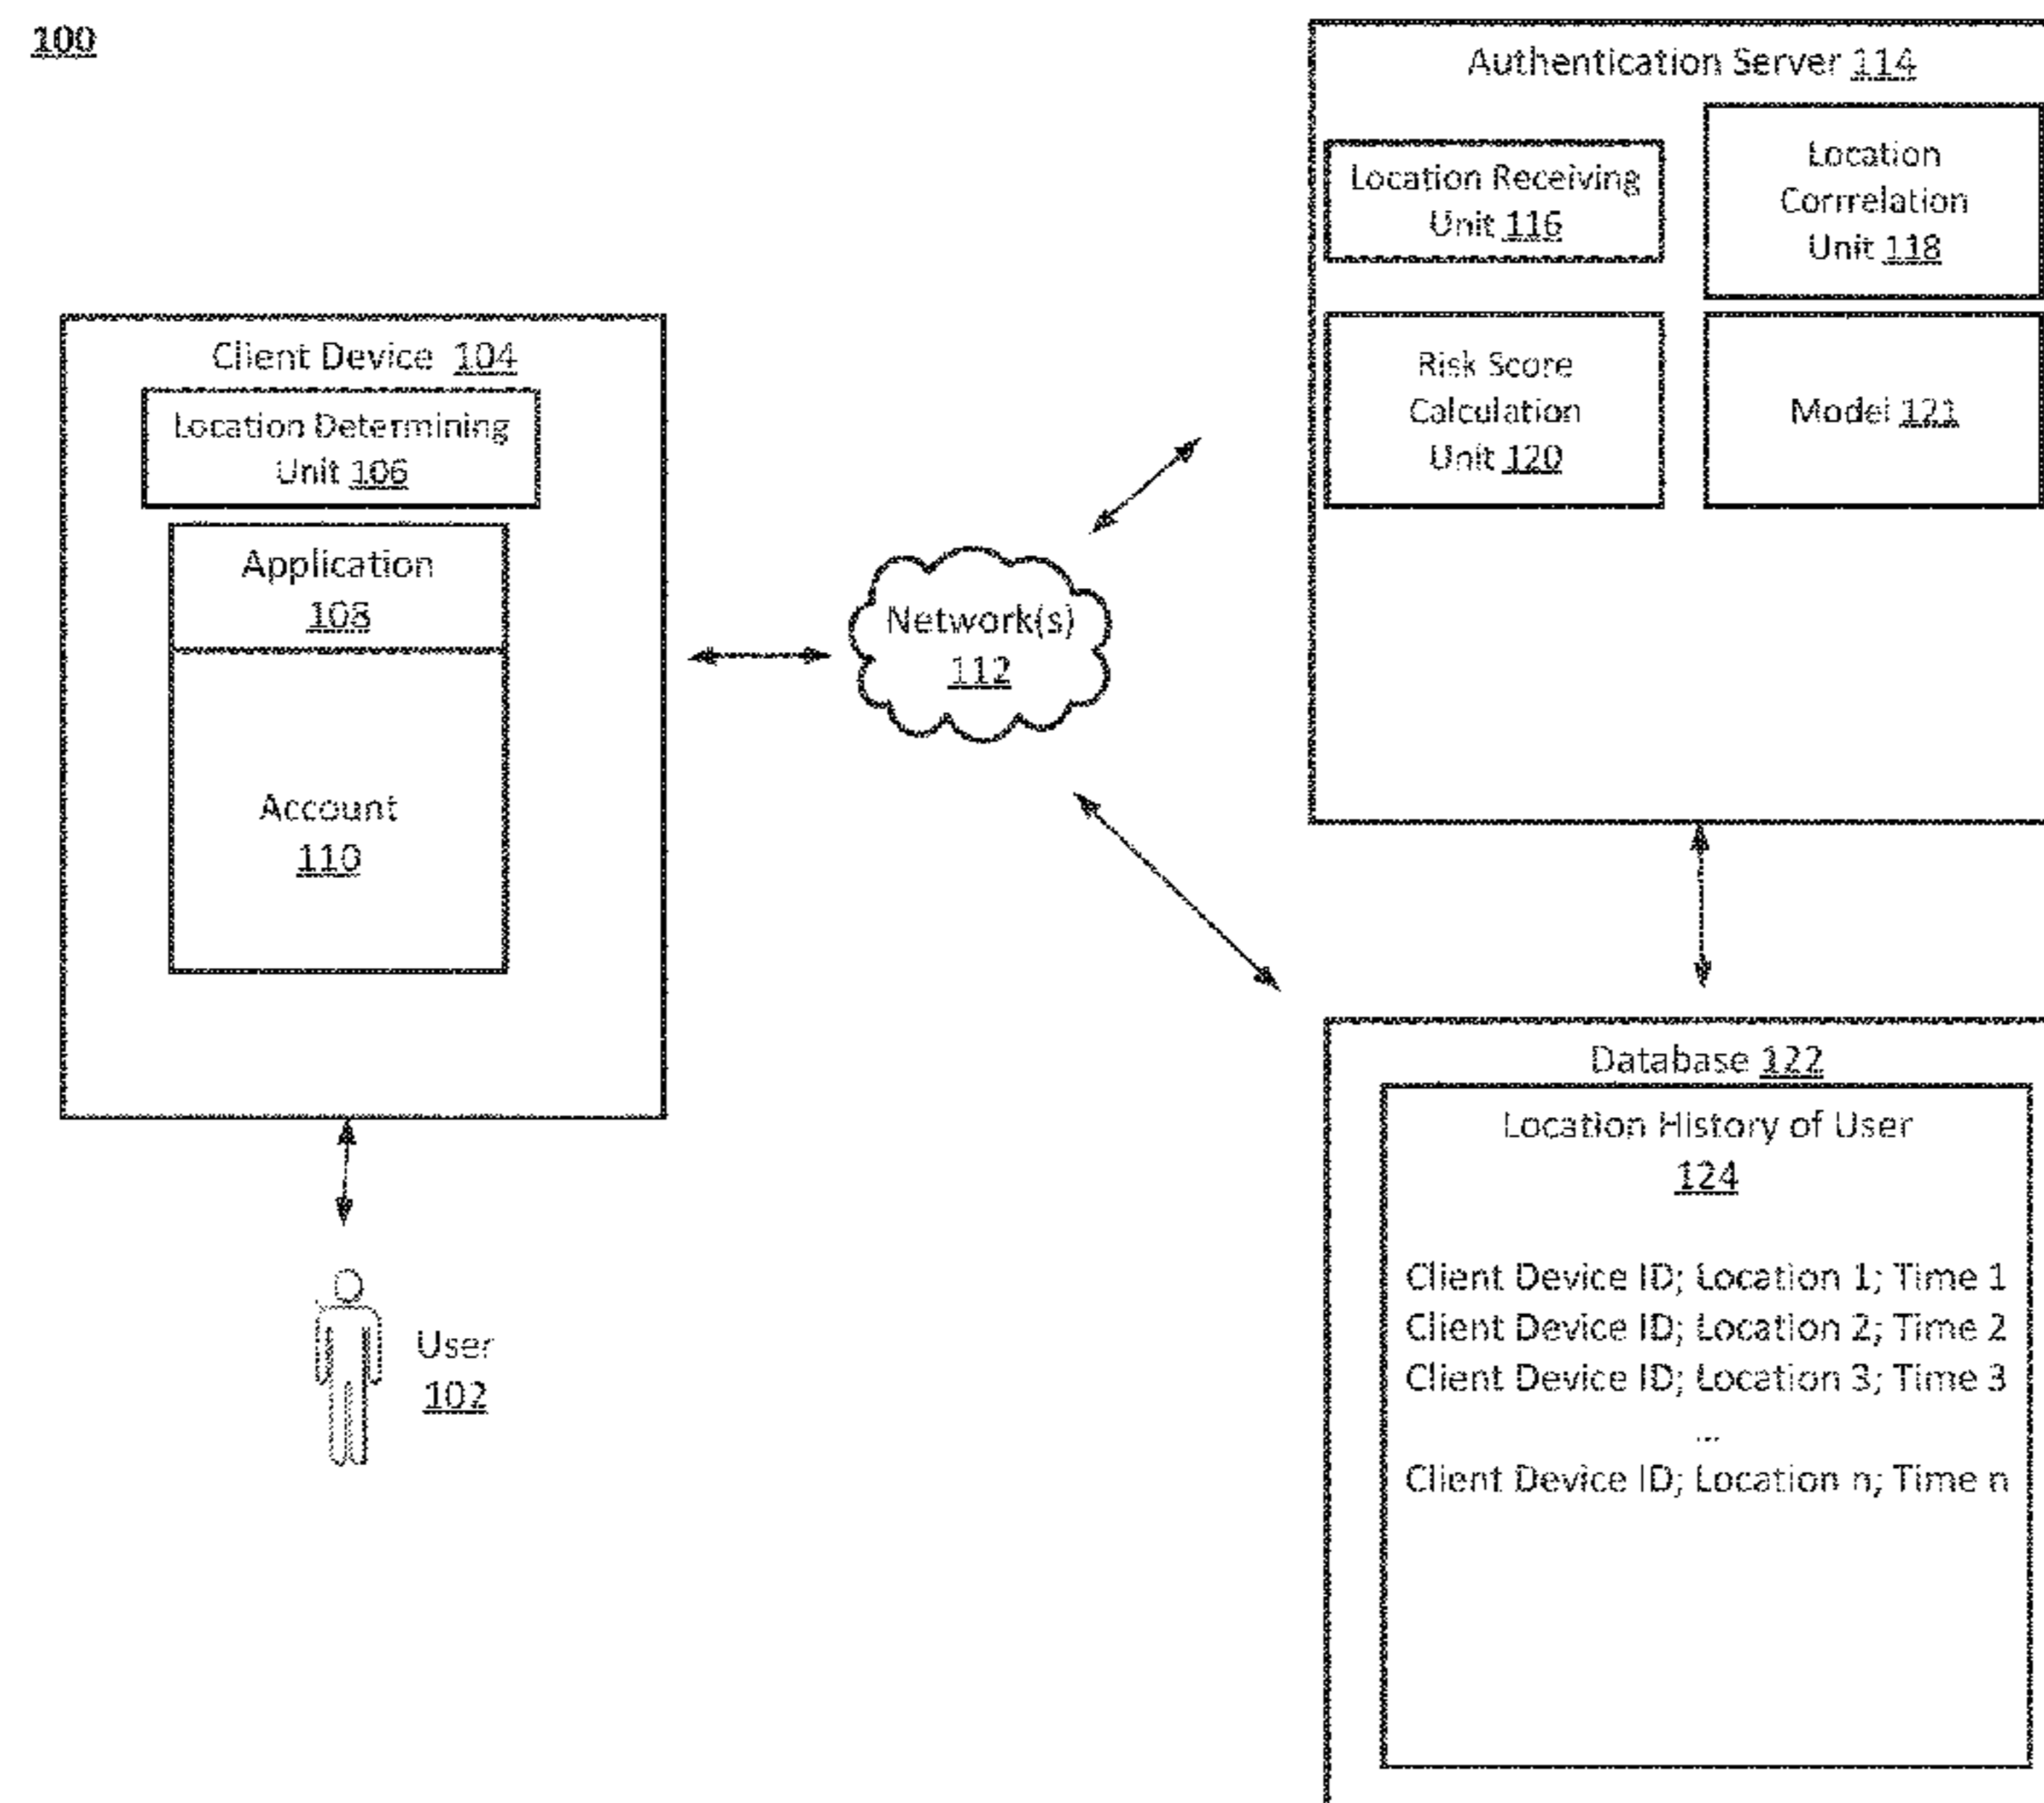 100
Authentication Server 114
Location Receiving
Unit 116
Location
Corrrelation
Unit 118
Risk Score
Calculation
Unit 120
Model 121
Client Device 104
Location Determining
Unit 106
Application
108
Account
110
Network(s)
112
User
102
Database 122
Location History of User
124
Client Device ID; Location 1; Time 1
Client Device ID; Location 2; Time 2
Client Device ID; Location 3; Time 3
...
Client Device ID; Location n; Time n